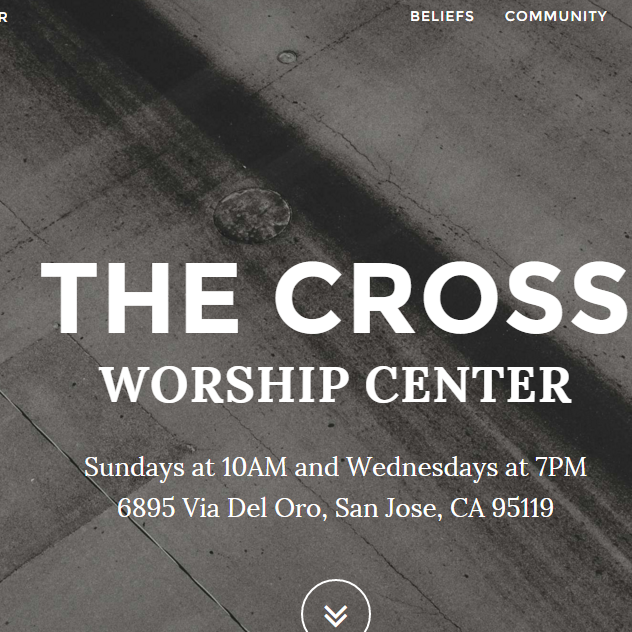 R
BELIEFS COMMUNITY
THE CROSS
WORSHIP CENTER
Sundays at 10AM and Wednesdays at 7PM
6895 Via Del Oro, San Jose, CA 95119